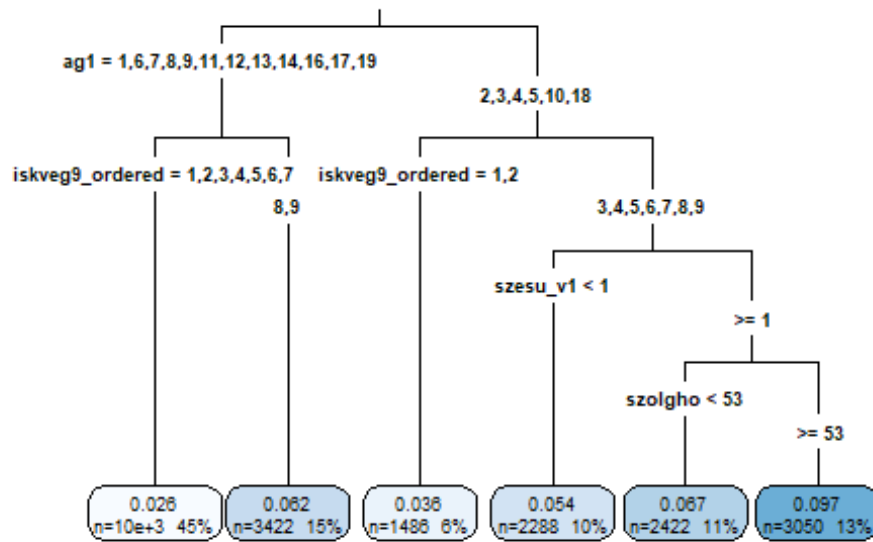 ag1 = 1,6,7,8,9,11,12,13,14,16,17,19
2,3,4,5,10,18
iskveg9_ordered = 1,2,3,4,5,6,7
iskveg9_ordered = 1,2
8,9
3,4,5,6,7,8,9
szesu_v1 < 1
>= 1
szolgho < 53
>= 53
0.026
n=10e+3 45%
0.062
n=3422 15%
0.036
n=1486 6%
0.054
n=2288 10%
0.067
n=2422 11%
0.097
n=3050 13%